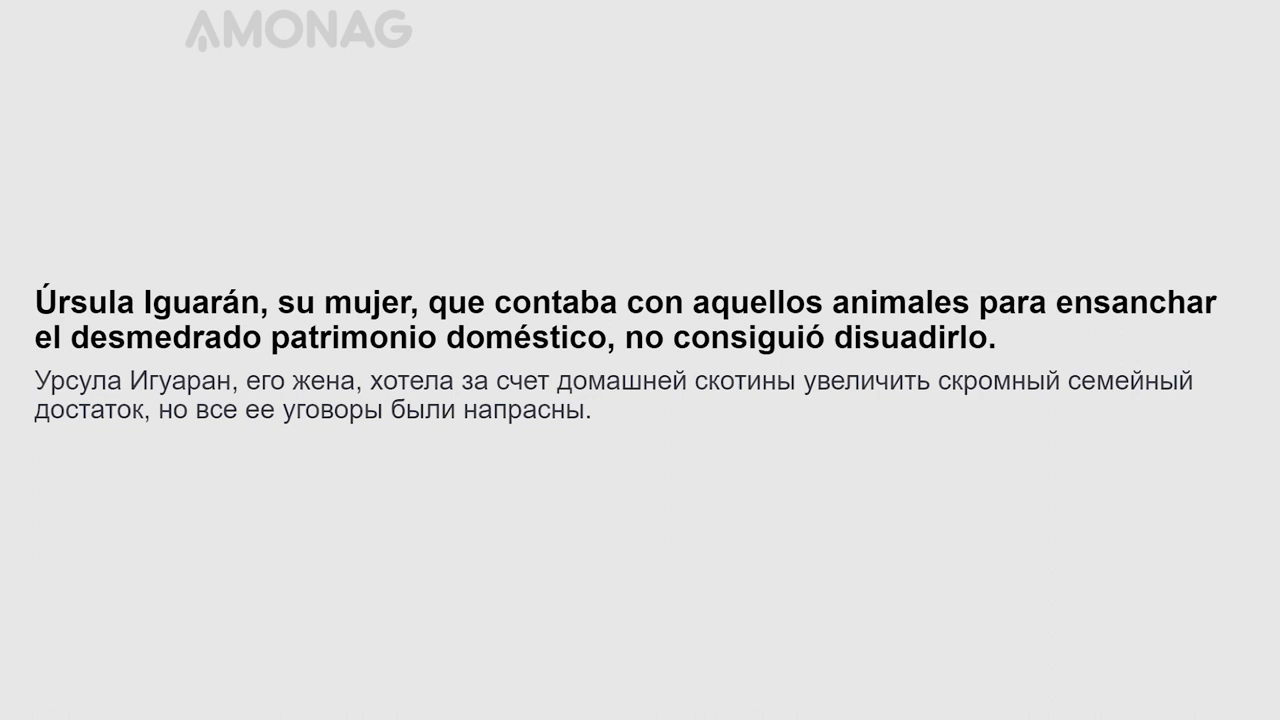 AMONAG
Úrsula Iguarán, su mujer, que contaba con aquellos animales para ensanchar
el desmedrado patrimonio doméstico, no consiguió disuadirlo.
Урсула Игуаран, его жена, хотела за счет домашней скотины увеличить скромный семейный
достаток, но все ее уговоры были напрасны.